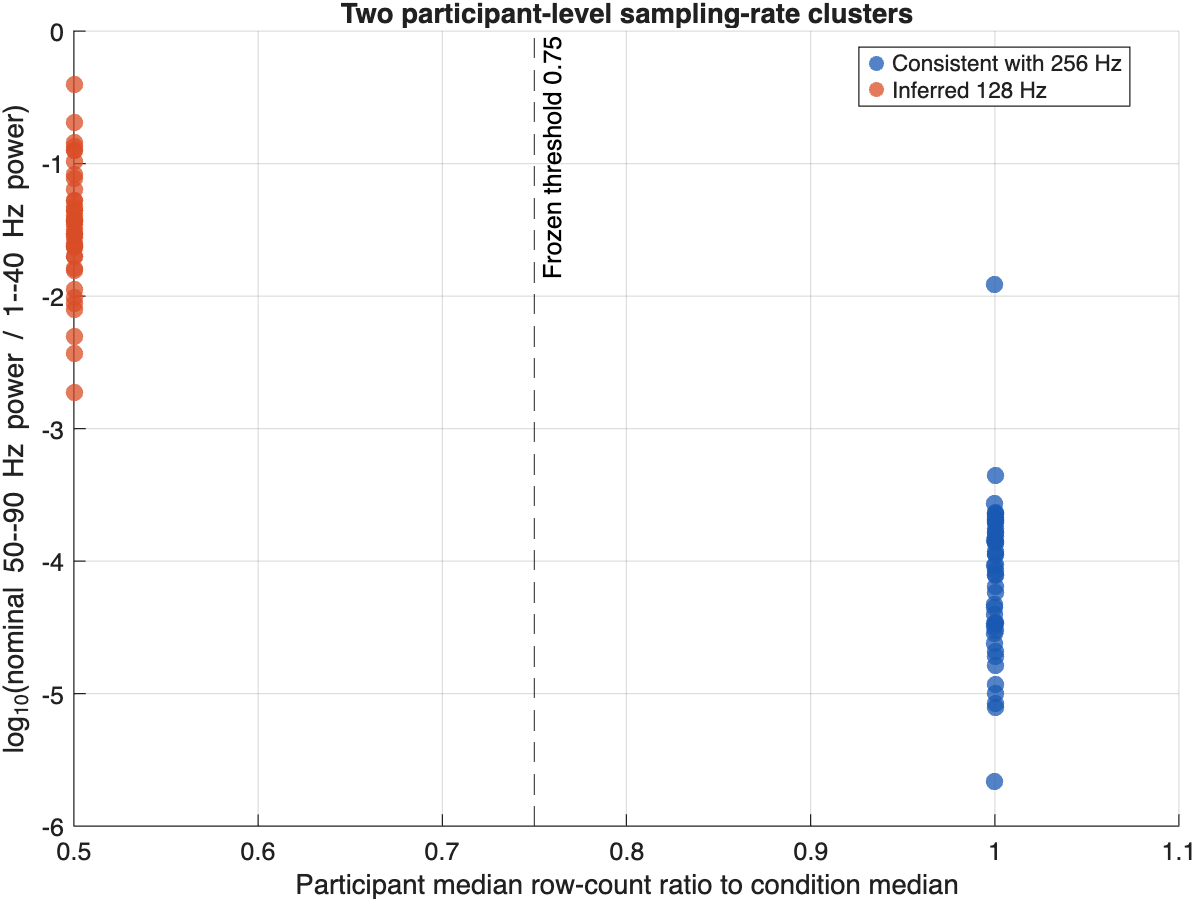 Two participant-level sampling-rate clusters
Consistent with 256 Hz
Inferred 128 Hz
Frozen threshold 0.75
log10(nominal 50--90 Hz power / 1--40 Hz power)
0
-1
-2
-3
-4
-5
-6
0.5 0.6 0.7 0.8 0.9 1 1.1
Participant median row-count ratio to condition median